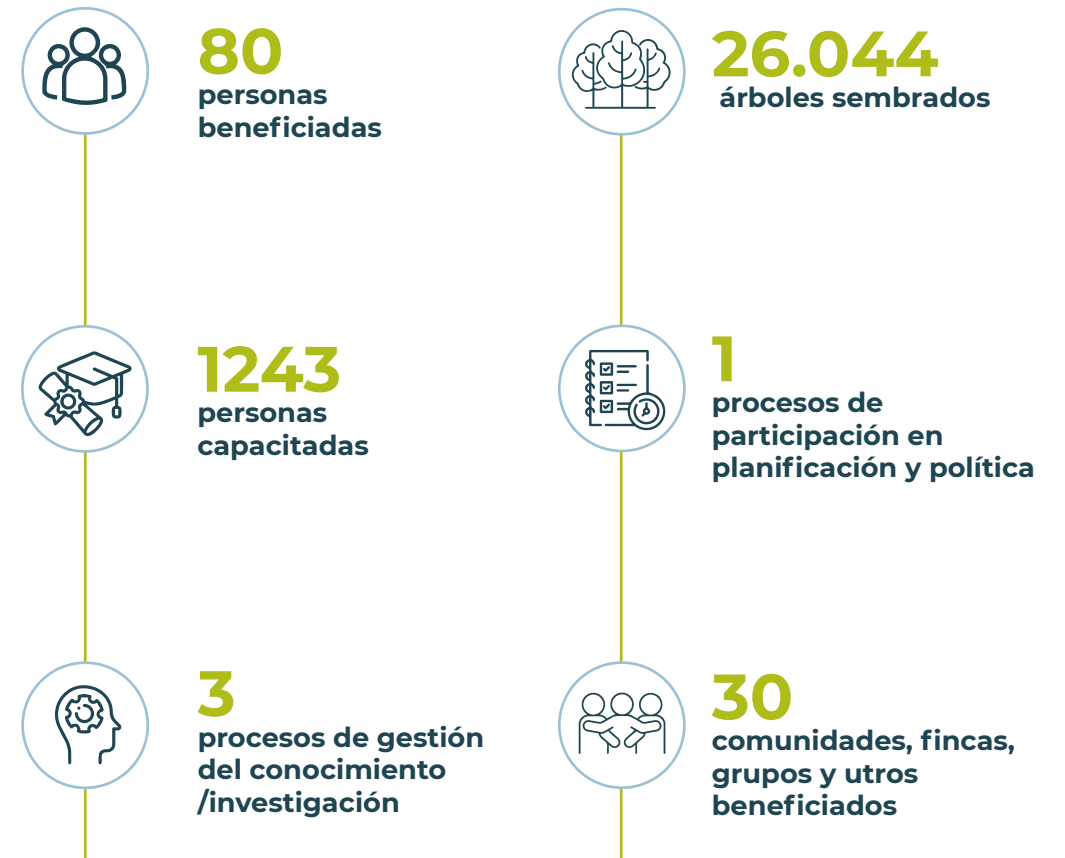 80
personas
beneficiadas
26.044
árboles sembrados
1243
personas
capacitadas
1
procesos de
participación en
planificación y política
3
procesos de gestión
del conocimiento
/investigación
30
comunidades, fincas,
grupos y utros
beneficiados